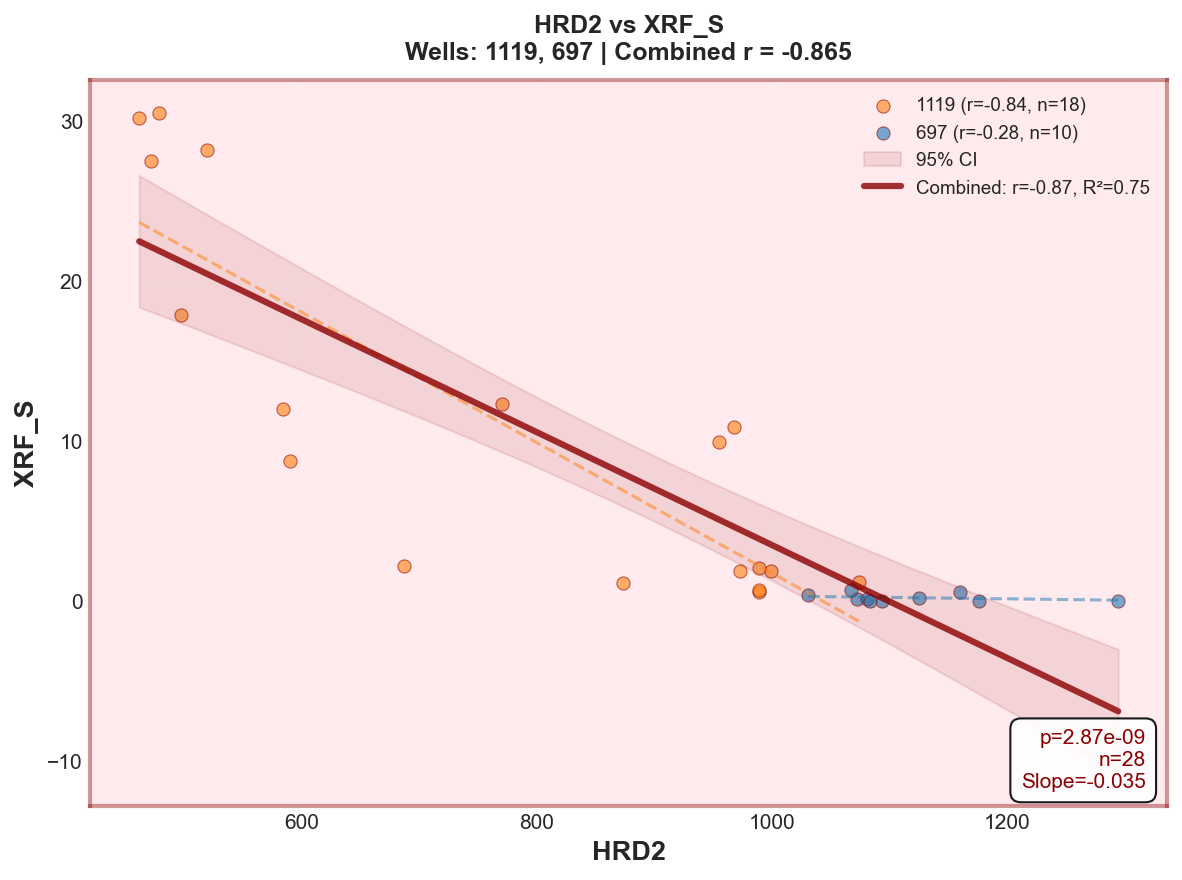 HRD2 vs XRF_S
Wells: 1119, 697 | Combined r = -0.865
1119 (r=-0.84, n=18)
697 (r=-0.28, n=10)
95% CI
Combined: r=-0.87, R²=0.75
XRF_S
30
20
10
0
−10
p=2.87e-09
n=28
Slope=-0.035
600
800
1000
1200
HRD2